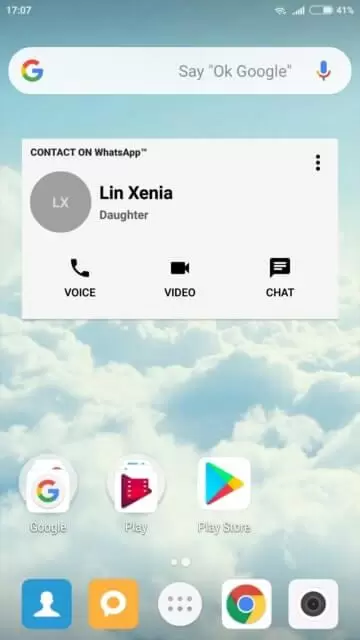 17:07
41%
Say "Ok Google"
CONTACT ON WhatsApp™
LX
Lin Xenia
Daughter
VOICE
VIDEO
CHAT
Google
Play
Play Store